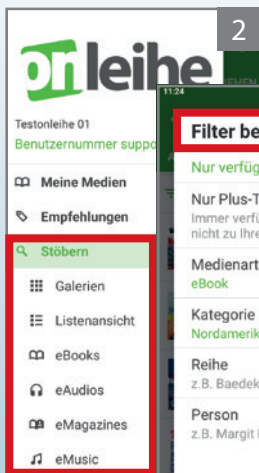 2
onleihe
Testonleihe 01
Benutzernummer suppo
Meine Medien
Empfehlungen
Stöbern
Galerien
Listenansicht
eBooks
eAudios
eMagazines
eMusic
11:24
Filter be
Nur verfüg
Nur Plus-T
Immer verfü
nicht zu Ihre
Medienart
eBook
Kategorie
Nordamerik
Reihe
z.B. Baedek
Person
z.B. Margit